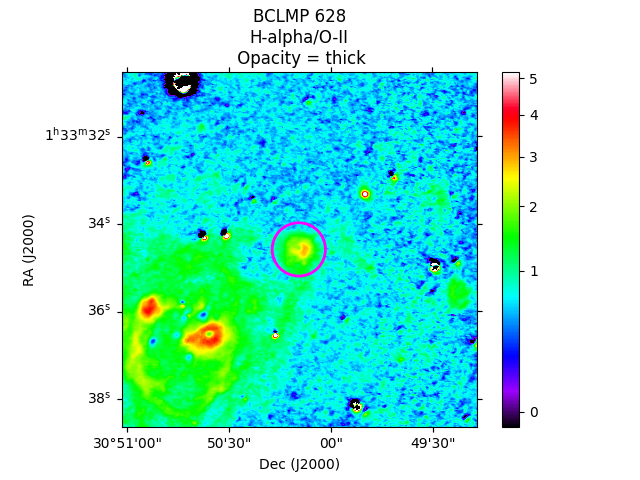 BCLMP 628
H-alpha/O-II
Opacity = thick
RA (J2000)
1ʰ33ᵐ32ˢ
34ˢ
36ˢ
38ˢ
30°51'00" 50'30" 00" 49'30"
Dec (J2000)
5
4
3
2
1
0